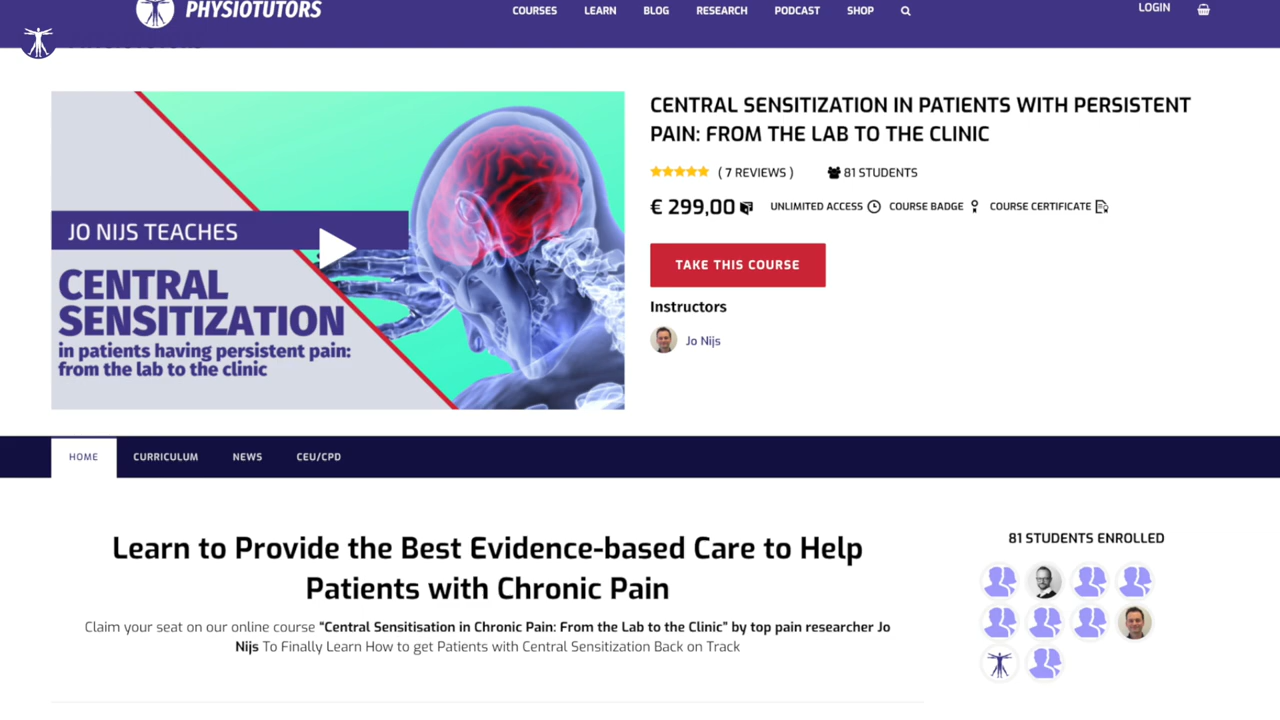 PHYSIOTUTORS
COURSES LEARN BLOG RESEARCH PODCAST SHOP
LOGIN
JO NIJS TEACHES
CENTRAL
SENSITIZATION
in patients having persistent pain:
from the lab to the clinic
CENTRAL SENSITIZATION IN PATIENTS WITH PERSISTENT
PAIN: FROM THE LAB TO THE CLINIC
( 7 REVIEWS ) 81 STUDENTS
€ 299,00 UNLIMITED ACCESS COURSE BADGE COURSE CERTIFICATE
TAKE THIS COURSE
Instructors
Jo Nijs
HOME CURRICULUM NEWS CEU/CPD
Learn to Provide the Best Evidence-based Care to Help
Patients with Chronic Pain
Claim your seat on our online course "Central Sensitisation in Chronic Pain: From the Lab to the Clinic" by top pain researcher Jo
Nijs To Finally Learn How to get Patients with Central Sensitization Back on Track
81 STUDENTS ENROLLED